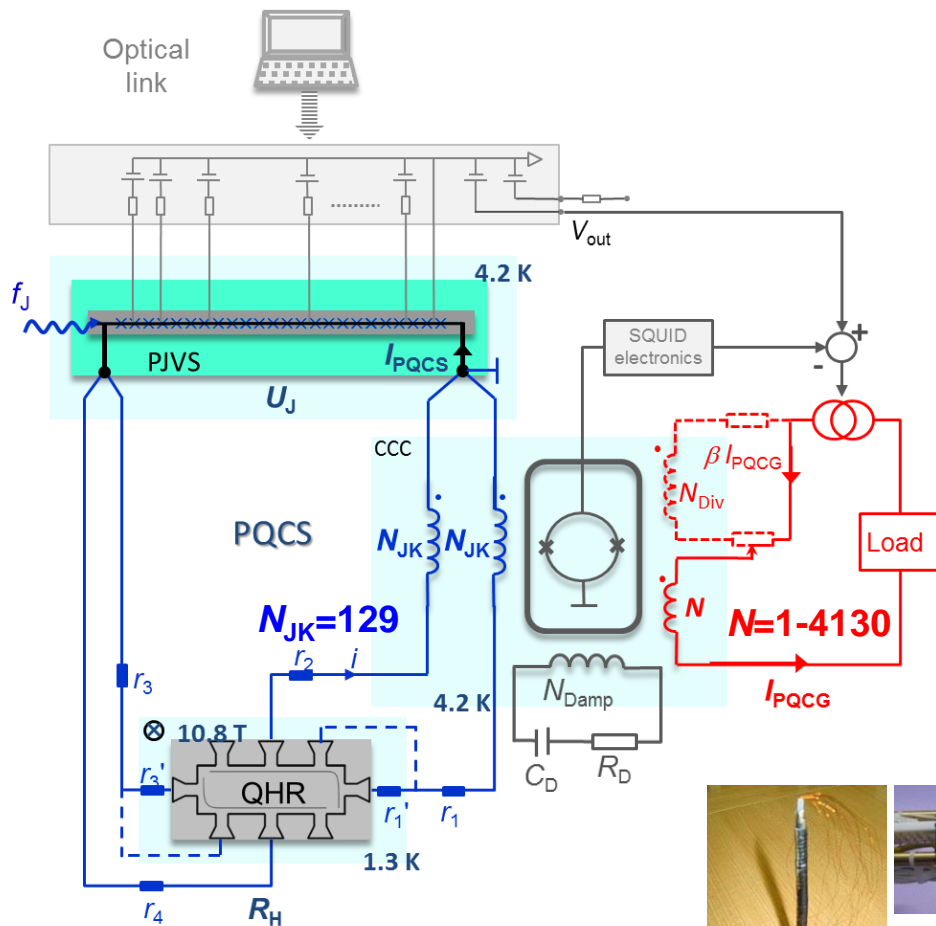 Optical
link
V_out
4.2 K
f_J
PJVS
I_PQCS
U_J
SQUID
electronics
+
-
CCC
β I_PQCG
N_Div
Load
PQCS
N_JK N_JK
N_JK=129
N
N=1-4130
r_2 i
r_3
4.2 K
N_Damp
I_PQCG
10.8 T
C_D R_D
r_3'
QHR
r_1' r_1
1.3 K
r_4
R_H